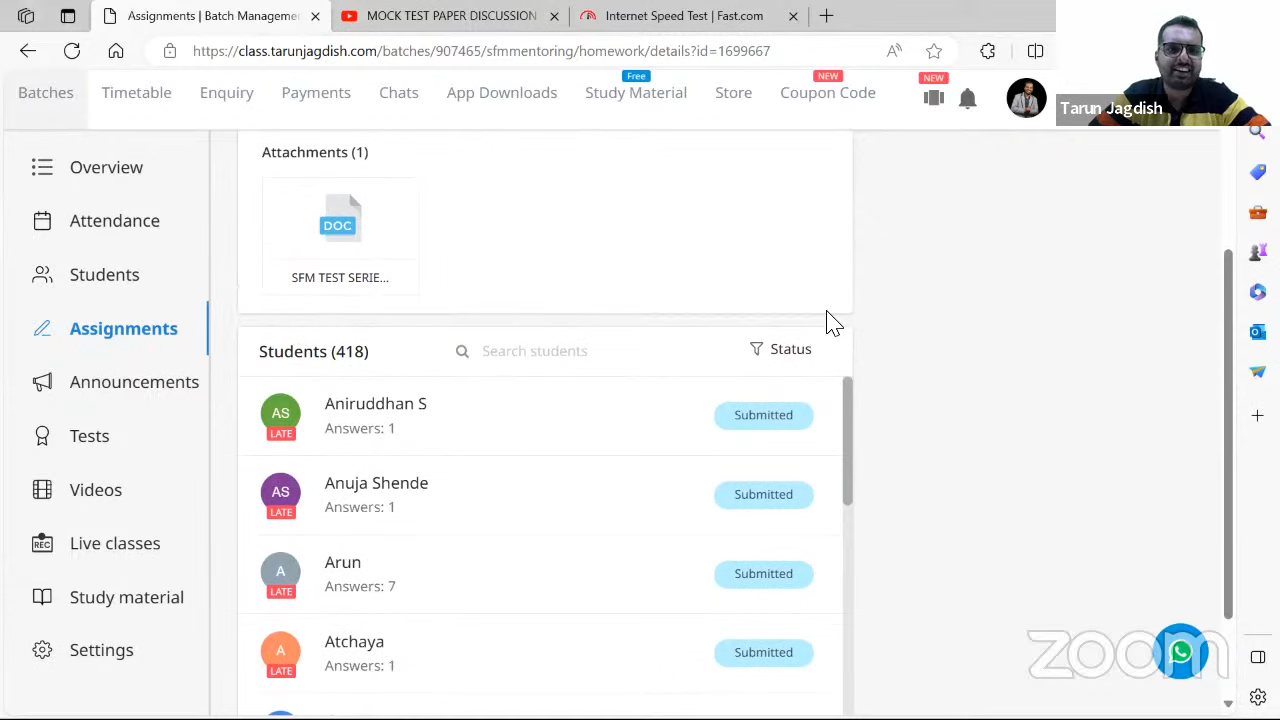 Assignments | Batch Managemer
MOCK TEST PAPER DISCUSSION
Internet Speed Test | Fast.com
https://class.tarunjagdish.com/batches/907465/sfmmentoring/homework/details?id=1699667
Free
NEW
NEW
Batches
Timetable
Enquiry
Payments
Chats
App Downloads
Study Material
Store
Coupon Code
Tarun Jagdish
Overview
Attendance
Students
Assignments
Announcements
Tests
Videos
Live classes
REC
Study material
Settings
Attachments (1)
DOC
SFM TEST SERIE...
Students (418)
Search students
Status
AS
LATE
Aniruddhan S
Answers: 1
Submitted
AS
LATE
Anuja Shende
Answers: 1
Submitted
A
LATE
Arun
Answers: 7
Submitted
A
LATE
Atchaya
Answers: 1
Submitted
zoom